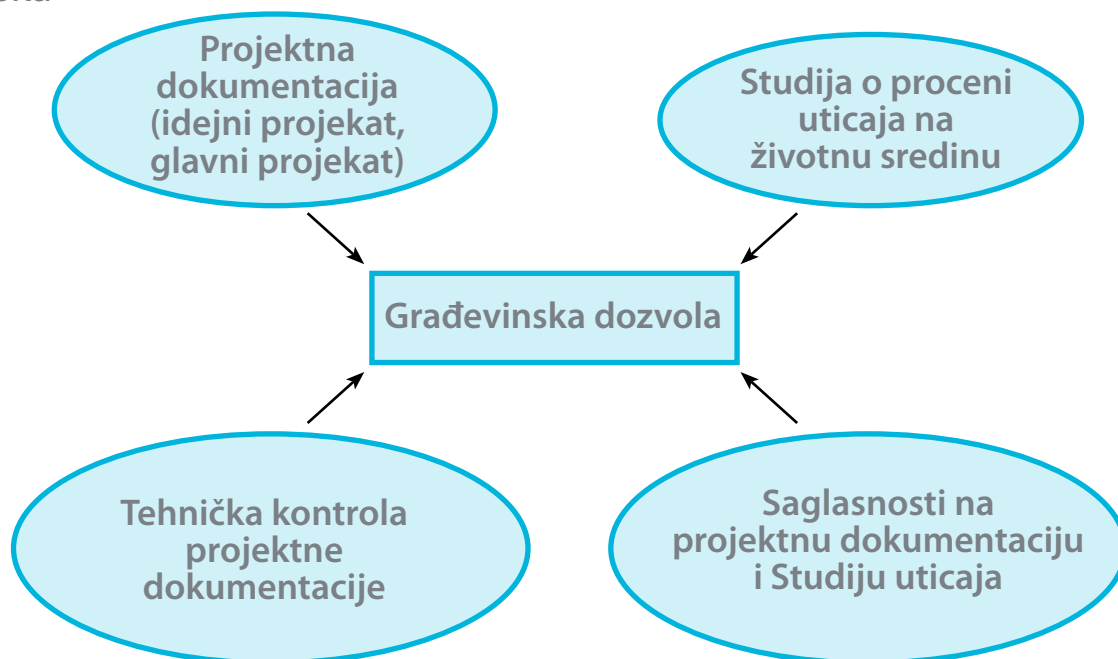 Projektna
dokumentacija
(idejni projekat,
glavni projekat)
Studija o proceni
uticaja na
životnu sredinu
Građevinska dozvola
Tehnička kontrola
projektne
dokumentacije
Saglasnosti na
projektnu dokumentaciju
i Studiju uticaja